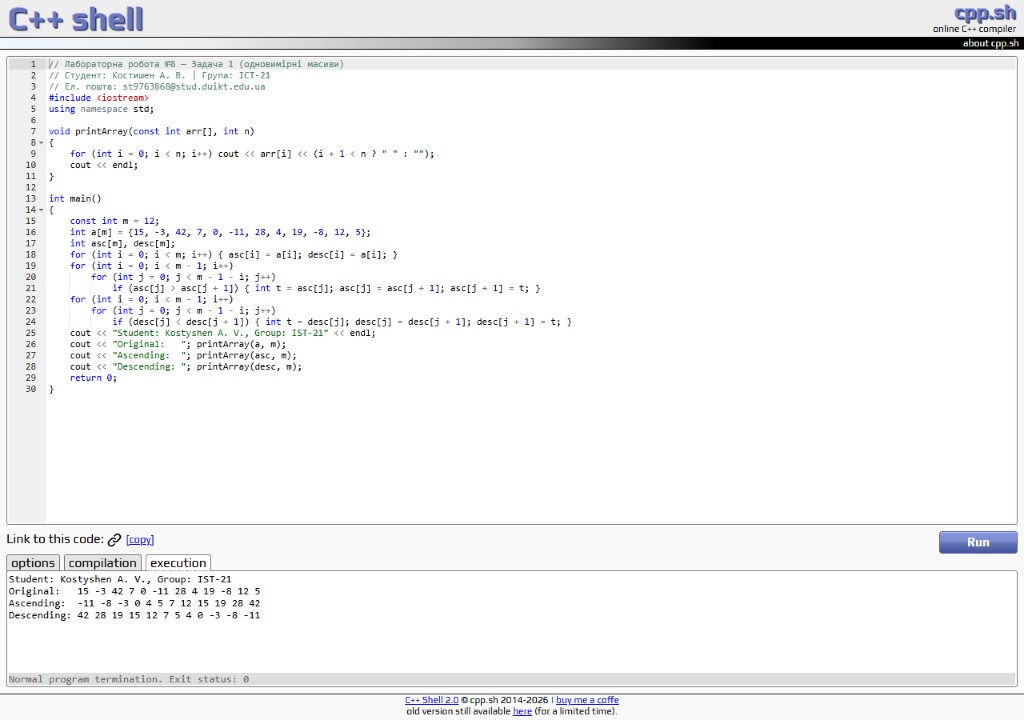 C++ shell
cpp.sh
online C++ compiler
about cpp.sh
1 // Лабораторна робота №8 — Задача 1 (одновимірні масиви)
2 // Студент: Костишен А. В. | Група: ІСТ-21
3 // Ел. пошта: st9763868@stud.duikt.edu.ua
4 #include <iostream>
5 using namespace std;
6
7 void printArray(const int arr[], int n)
8 {
9     for (int i = 0; i < n; i++) cout << arr[i] << (i + 1 < n ? " " : "");
10     cout << endl;
11 }
12
13 int main()
14 {
15     const int m = 12;
16     int a[m] = {15, -3, 42, 7, 0, -11, 28, 4, 19, -8, 12, 5};
17     int asc[m], desc[m];
18     for (int i = 0; i < m; i++) { asc[i] = a[i]; desc[i] = a[i]; }
19     for (int i = 0; i < m - 1; i++)
20         for (int j = 0; j < m - 1 - i; j++)
21             if (asc[j] > asc[j + 1]) { int t = asc[j]; asc[j] = asc[j + 1]; asc[j + 1] = t; }
22     for (int i = 0; i < m - 1; i++)
23         for (int j = 0; j < m - 1 - i; j++)
24             if (desc[j] < desc[j + 1]) { int t = desc[j]; desc[j] = desc[j + 1]; desc[j + 1] = t; }
25     cout << "Student: Kostyshen A. V., Group: IST-21" << endl;
26     cout << "Original:   "; printArray(a, m);
27     cout << "Ascending:  "; printArray(asc, m);
28     cout << "Descending: "; printArray(desc, m);
29     return 0;
30 }
Link to this code: [copy]
Run
options compilation execution
Student: Kostyshen A. V., Group: IST-21
Original:   15 -3 42 7 0 -11 28 4 19 -8 12 5
Ascending:  -11 -8 -3 0 4 5 7 12 15 19 28 42
Descending: 42 28 19 15 12 7 5 4 0 -3 -8 -11
Normal program termination. Exit status: 0
C++ Shell 2.0 © cpp.sh 2014-2026 | buy me a coffe
old version still available here (for a limited time).